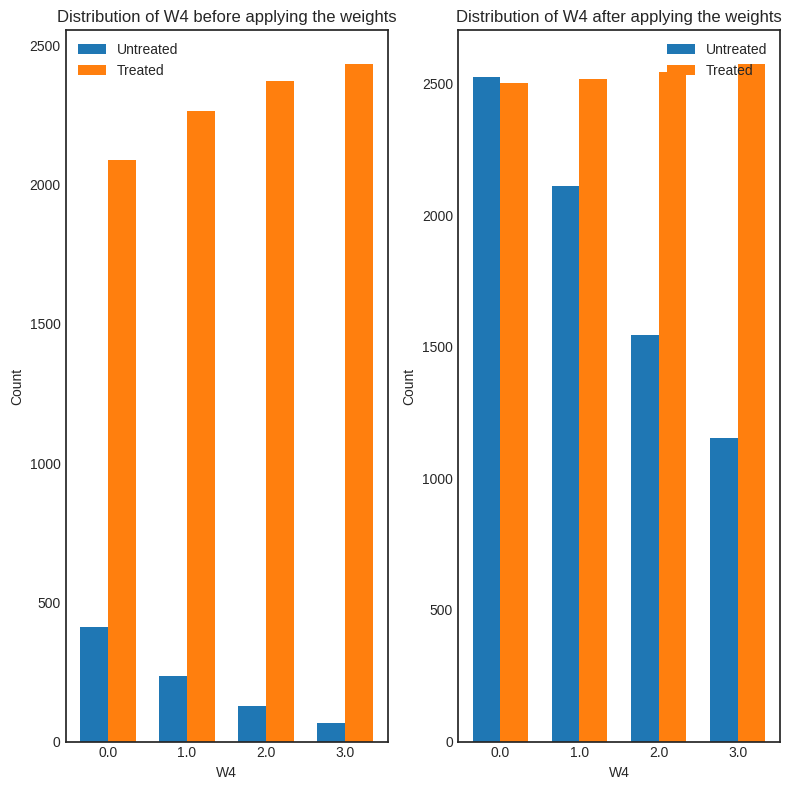 Distribution of W4 before applying the weights
2500
2000
1500
1000
500
0
Count
0.0 1.0 2.0 3.0
W4
Untreated
Treated
Distribution of W4 after applying the weights
2500
2000
1500
1000
500
0
Count
0.0 1.0 2.0 3.0
W4
Untreated
Treated